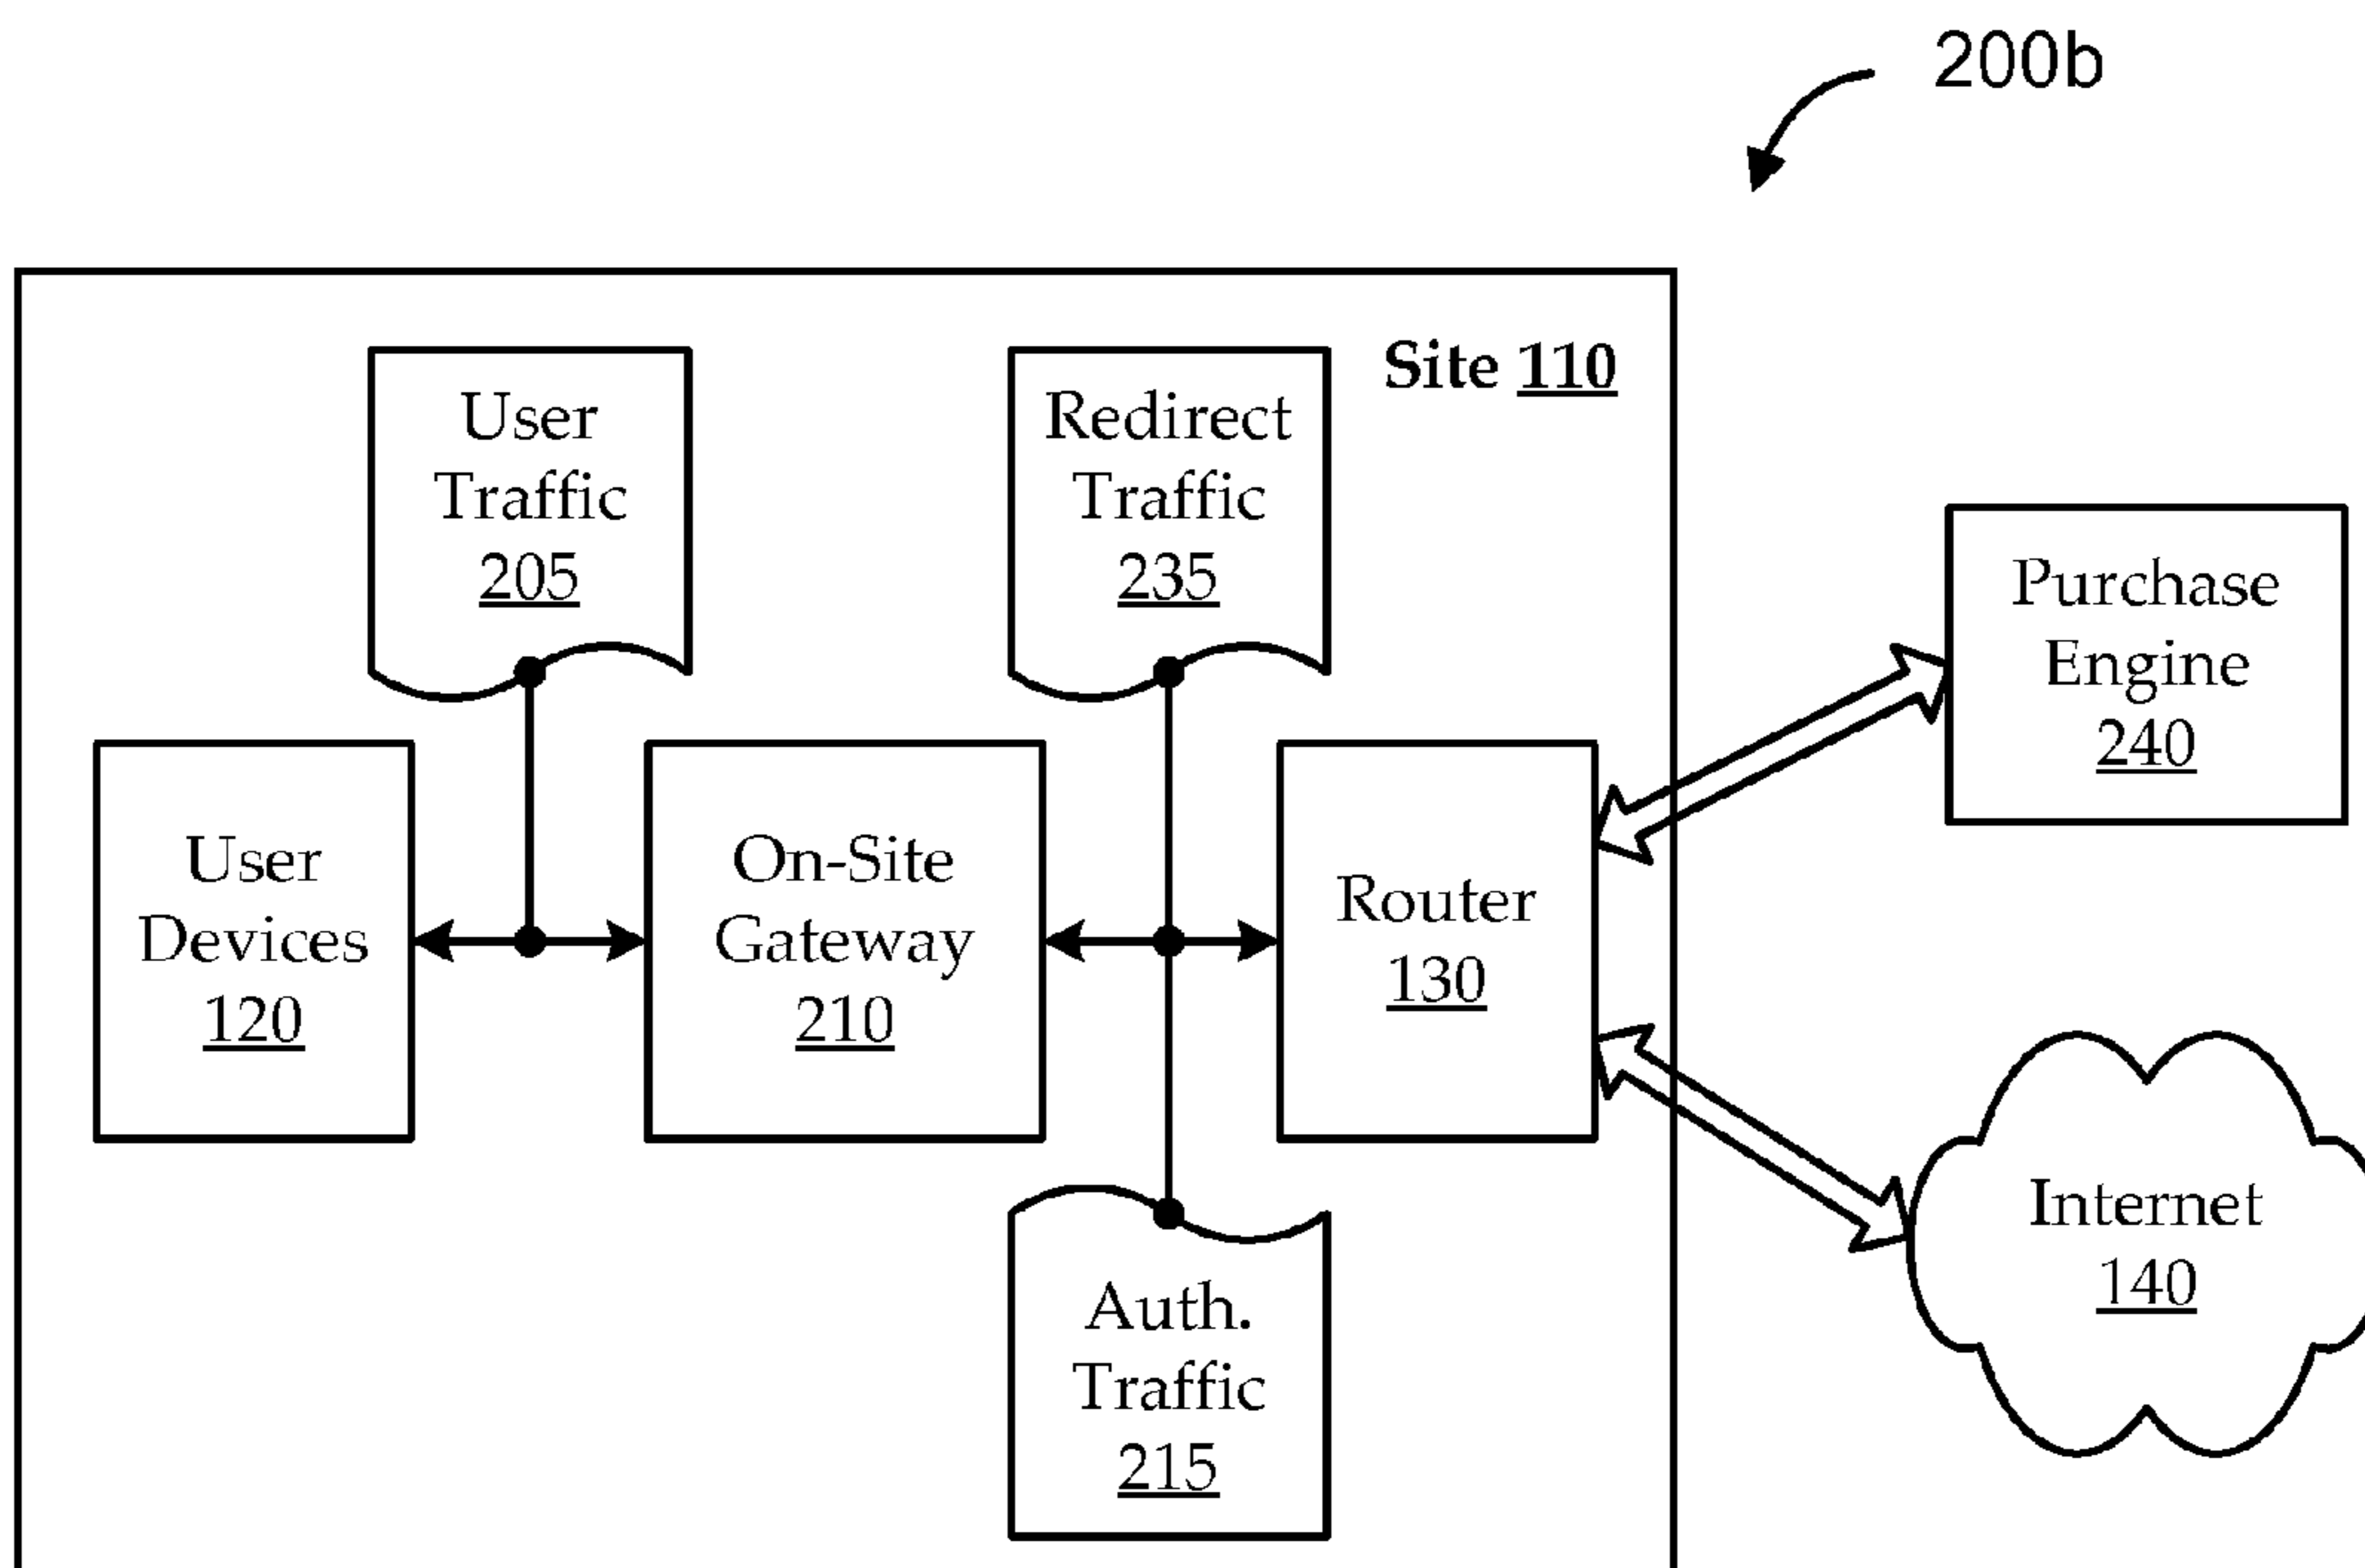 200b
Site 110
User
Traffic
205
Redirect
Traffic
235
Purchase
Engine
240
User
Devices
120
On-Site
Gateway
210
Router
130
Internet
140
Auth.
Traffic
215